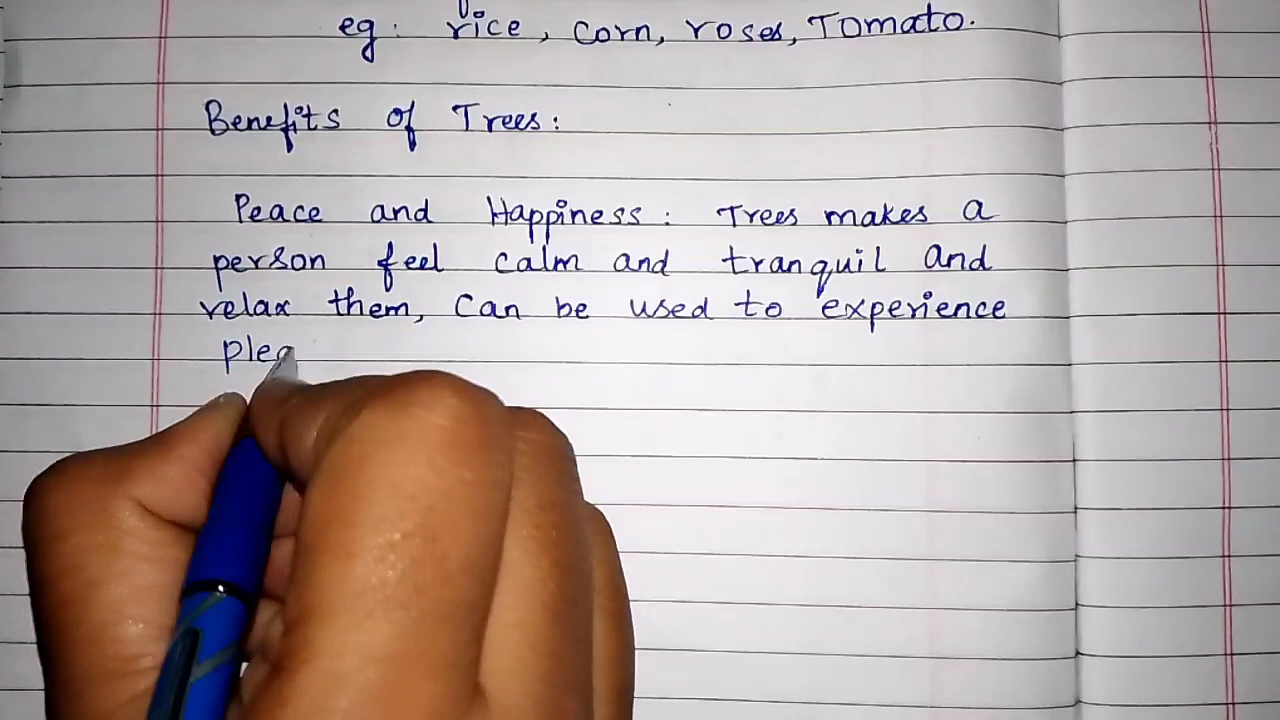 eg: rice, corn, roses, Tomato.
Benefits of Trees:
Peace and Happiness: Trees makes a
person feel calm and tranquil and
relax them, Can be used to experience
plea